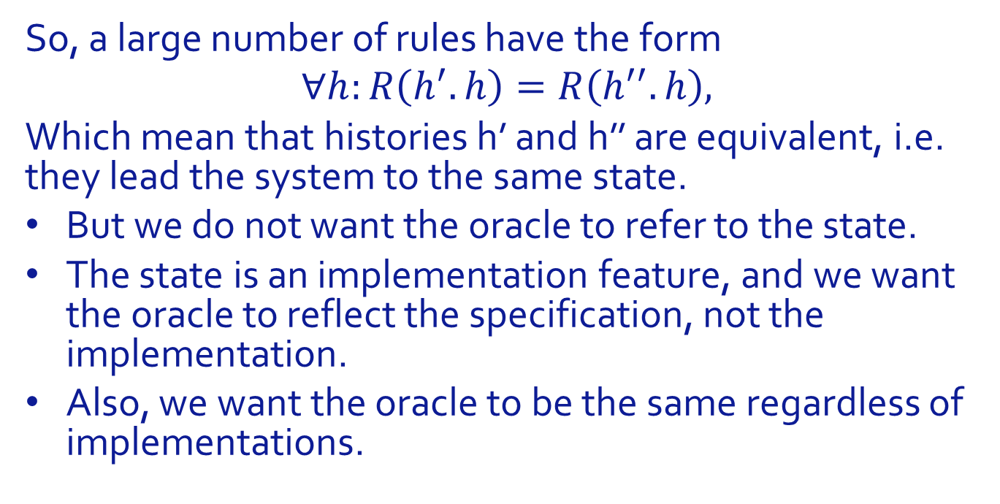 So, a large number of rules have the form
∀h: R(h′. h) = R(h′′. h),
Which mean that histories h’ and h” are equivalent, i.e.
they lead the system to the same state.
• But we do not want the oracle to refer to the state.
• The state is an implementation feature, and we want
the oracle to reflect the specification, not the
implementation.
• Also, we want the oracle to be the same regardless of
implementations.